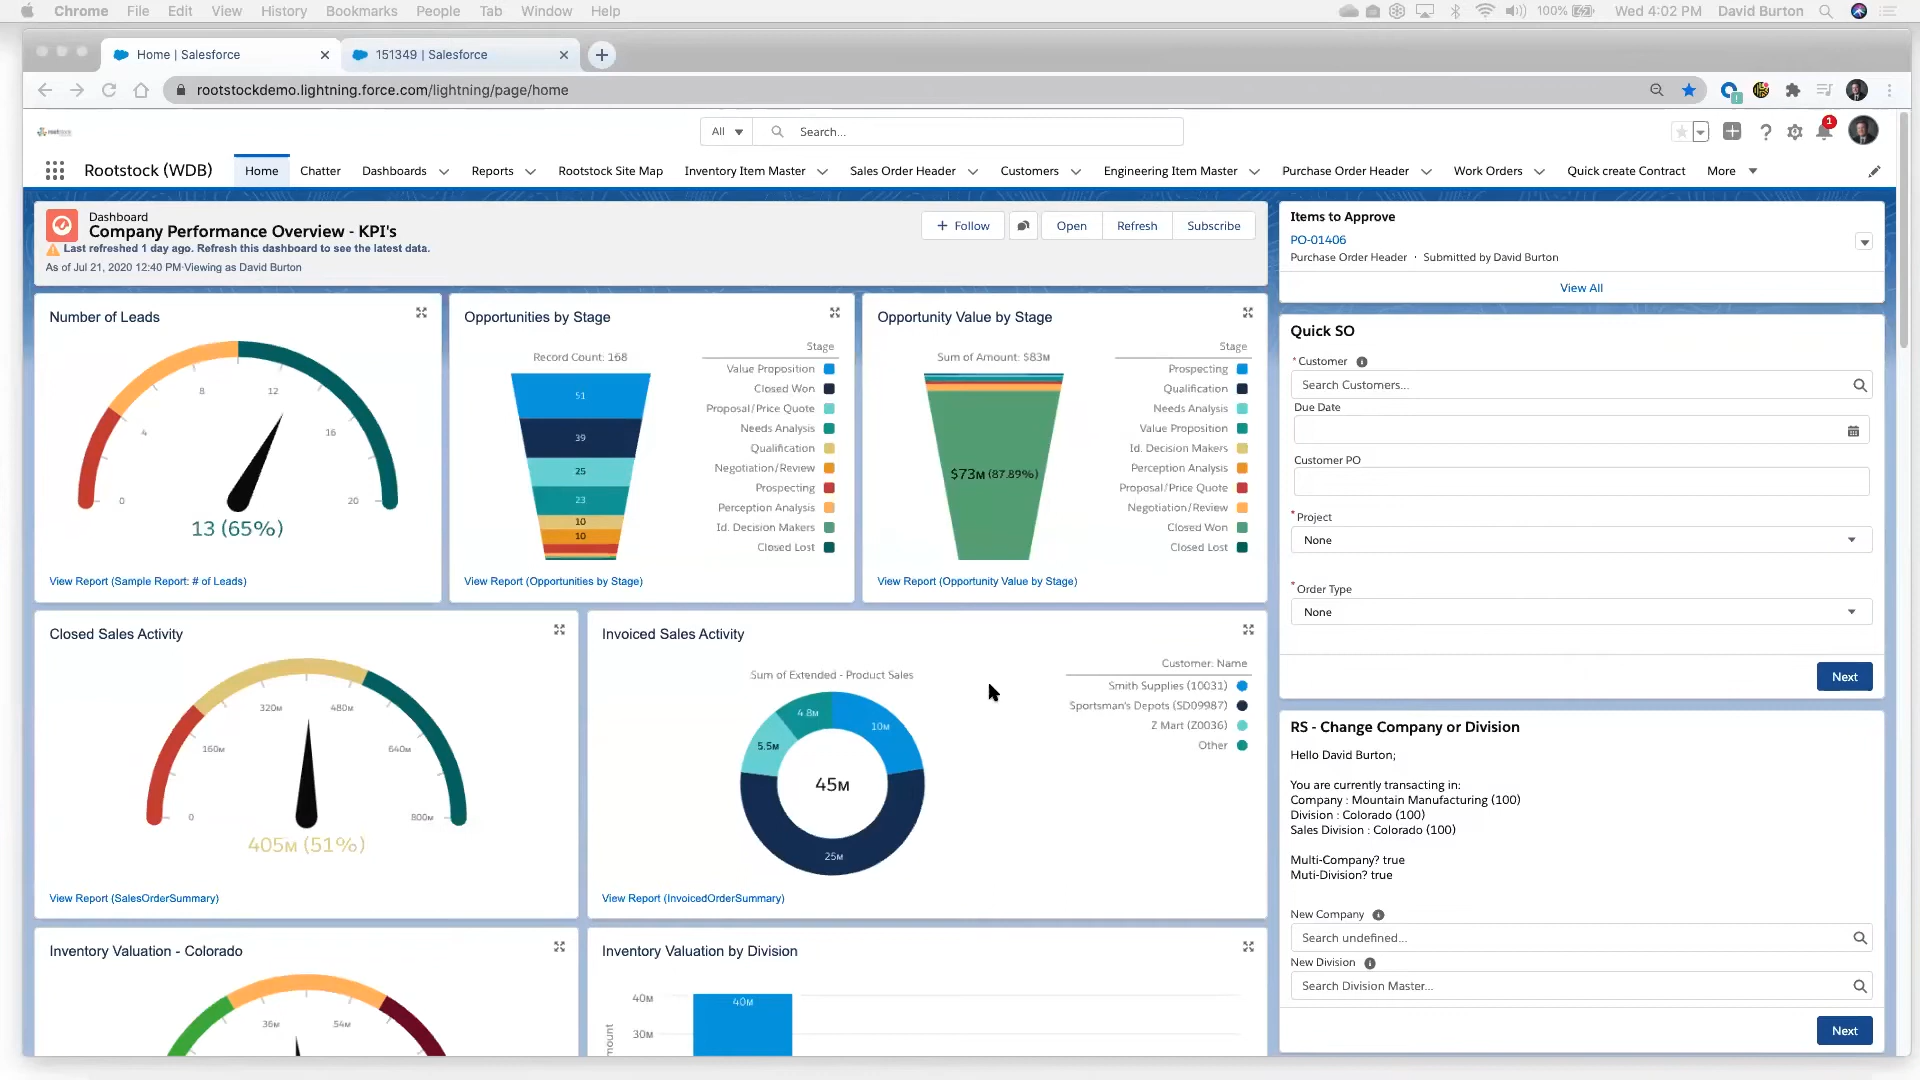 Chrome File Edit View History Bookmarks People Tab Window Help
100% Wed 4:02 PM David Burton
Home | Salesforce
151349 | Salesforce
rootstockdemo.lightning.force.com/lightning/page/home
rootstock
All
Search...
1
Rootstock (WDB)
Home Chatter Dashboards Reports Rootstock Site Map Inventory Item Master Sales Order Header Customers Engineering Item Master Purchase Order Header Work Orders Quick create Contract More
Dashboard
Company Performance Overview - KPI's
Last refreshed 1 day ago. Refresh this dashboard to see the latest data.
As of Jul 21, 2020 12:40 PM·Viewing as David Burton
+ Follow
Open
Refresh
Subscribe
Number of Leads
0
4
8
12
16
20
13 (65%)
View Report (Sample Report: # of Leads)
Opportunities by Stage
Record Count: 168
51
39
25
23
10
10
Stage
Value Proposition
Closed Won
Proposal/Price Quote
Needs Analysis
Qualification
Negotiation/Review
Prospecting
Perception Analysis
Id. Decision Makers
Closed Lost
View Report (Opportunities by Stage)
Opportunity Value by Stage
Sum of Amount: $83M
$73M (87.89%)
Stage
Prospecting
Qualification
Needs Analysis
Value Proposition
Id. Decision Makers
Perception Analysis
Proposal/Price Quote
Negotiation/Review
Closed Won
Closed Lost
View Report (Opportunity Value by Stage)
Closed Sales Activity
0
160M
320M
480M
640M
800M
405M (51%)
View Report (SalesOrderSummary)
Invoiced Sales Activity
Sum of Extended - Product Sales
4.8M
10M
5.5M
45M
25M
Customer: Name
Smith Supplies (10031)
Sportsman's Depots (SD09987)
Z Mart (Z0036)
Other
View Report (InvoicedOrderSummary)
Inventory Valuation - Colorado
36M
54M
Inventory Valuation by Division
40M
40M
30M
Items to Approve
PO-01406
Purchase Order Header · Submitted by David Burton
View All
Quick SO
* Customer
Search Customers...
Due Date
Customer PO
* Project
None
* Order Type
None
Next
RS - Change Company or Division
Hello David Burton;
You are currently transacting in:
Company : Mountain Manufacturing (100)
Division : Colorado (100)
Sales Division : Colorado (100)
Multi-Company? true
Muti-Division? true
New Company
Search undefined...
New Division
Search Division Master...
Next